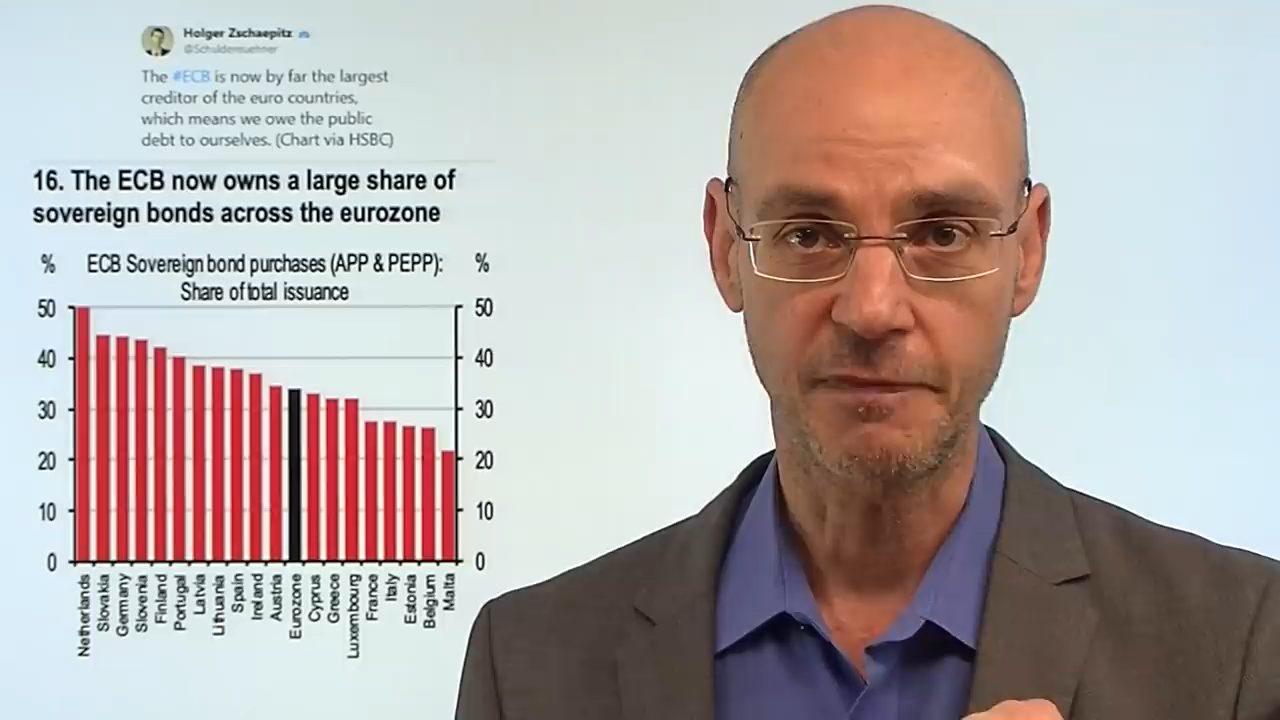 Holger Zschaepitz
@Schuldensuehner
The #ECB is now by far the largest
creditor of the euro countries,
which means we owe the public
debt to ourselves. (Chart via HSBC)
16. The ECB now owns a large share of
sovereign bonds across the eurozone
% ECB Sovereign bond purchases (APP & PEPP): %
Share of total issuance
50 50
40 40
30 30
20 20
10 10
0 0
Netherlands
Slovakia
Germany
Slovenia
Finland
Portugal
Latvia
Lithuania
Spain
Ireland
Austria
Eurozone
Cyprus
Greece
Luxembourg
France
Italy
Estonia
Belgium
Malta